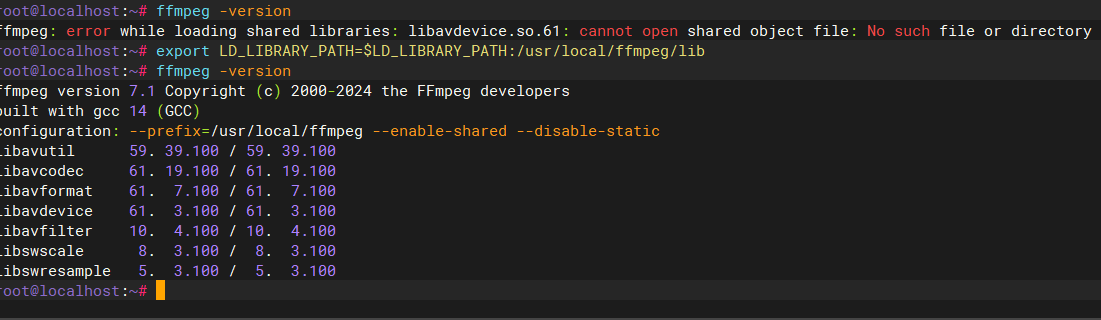 root@localhost:~# ffmpeg -version
ffmpeg: error while loading shared libraries: libavdevice.so.61: cannot open shared object file: No such file or directory
root@localhost:~# export LD_LIBRARY_PATH=$LD_LIBRARY_PATH:/usr/local/ffmpeg/lib
root@localhost:~# ffmpeg -version
ffmpeg version 7.1 Copyright (c) 2000-2024 the FFmpeg developers
built with gcc 14 (GCC)
configuration: --prefix=/usr/local/ffmpeg --enable-shared --disable-static
libavutil      59. 39.100 / 59. 39.100
libavcodec     61. 19.100 / 61. 19.100
libavformat    61.  7.100 / 61.  7.100
libavdevice    61.  3.100 / 61.  3.100
libavfilter    10.  4.100 / 10.  4.100
libswscale      8.  3.100 /  8.  3.100
libswresample   5.  3.100 /  5.  3.100
root@localhost:~#